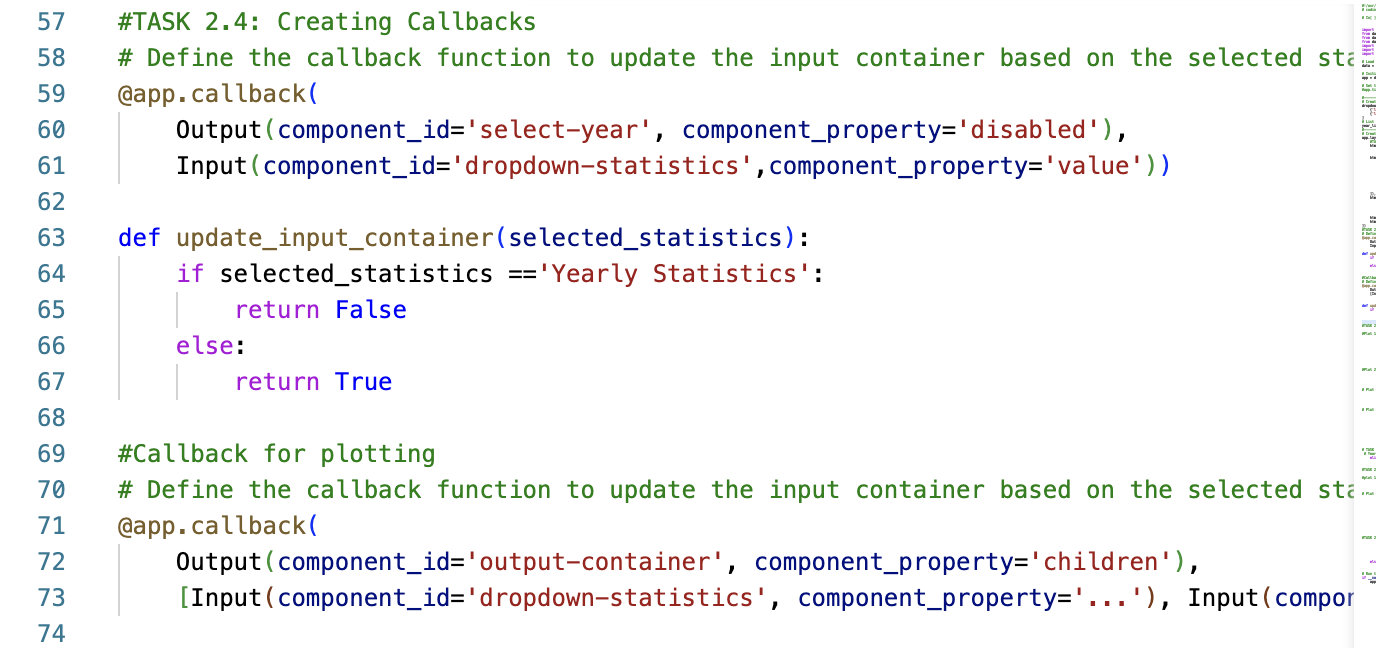 57 #TASK 2.4: Creating Callbacks
58 # Define the callback function to update the input container based on the selected sta
59 @app.callback(
60     Output(component_id='select-year', component_property='disabled'),
61     Input(component_id='dropdown-statistics',component_property='value'))
62
63 def update_input_container(selected_statistics):
64     if selected_statistics =='Yearly Statistics':
65         return False
66     else:
67         return True
68
69 #Callback for plotting
70 # Define the callback function to update the input container based on the selected sta
71 @app.callback(
72     Output(component_id='output-container', component_property='children'),
73     [Input(component_id='dropdown-statistics', component_property='...'), Input(compon
74